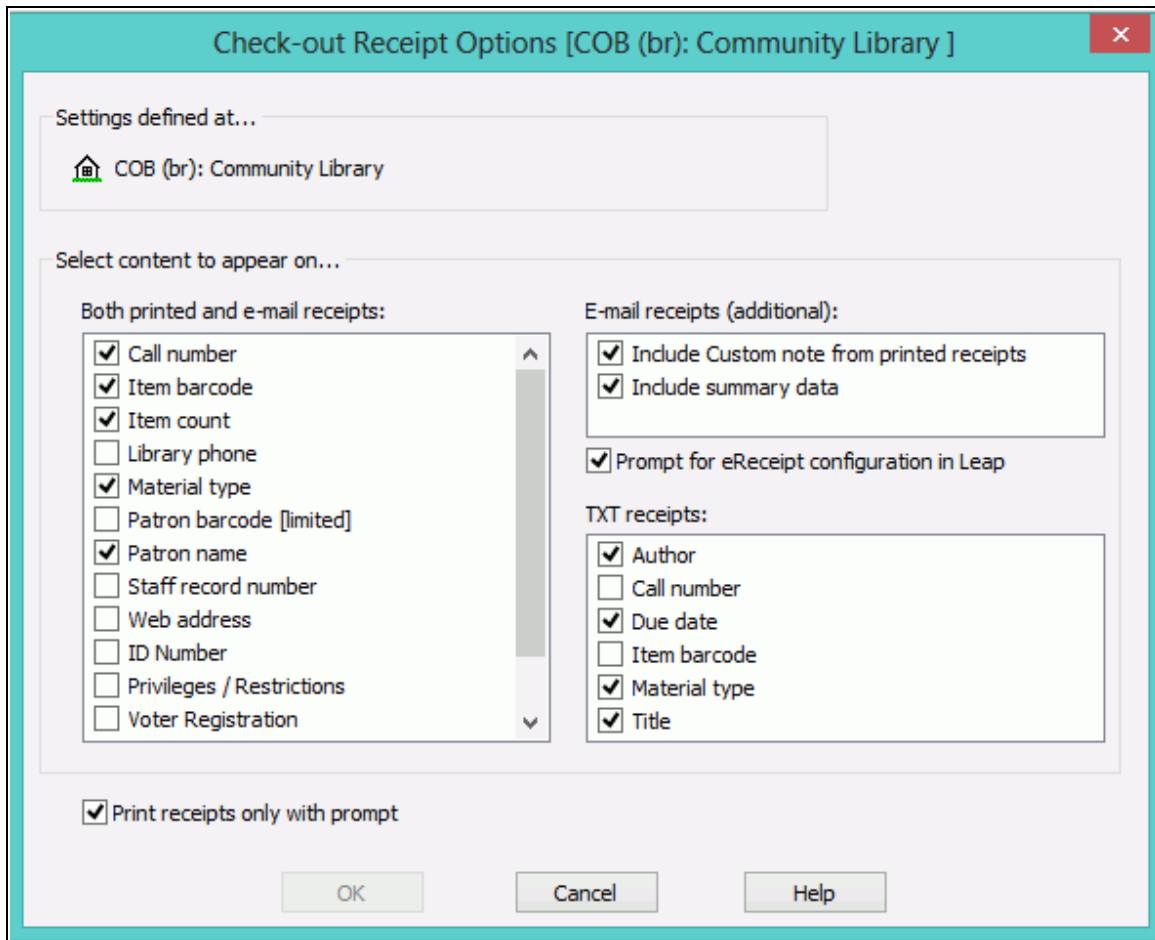 Check-out Receipt Options [COB (br): Community Library ]
Settings defined at...
COB (br): Community Library
Select content to appear on...
Both printed and e-mail receipts:
Call number
Item barcode
Item count
Library phone
Material type
Patron barcode [limited]
Patron name
Staff record number
Web address
ID Number
Privileges / Restrictions
Voter Registration
E-mail receipts (additional):
Include Custom note from printed receipts
Include summary data
Prompt for eReceipt configuration in Leap
TXT receipts:
Author
Call number
Due date
Item barcode
Material type
Title
Print receipts only with prompt
OK
Cancel
Help